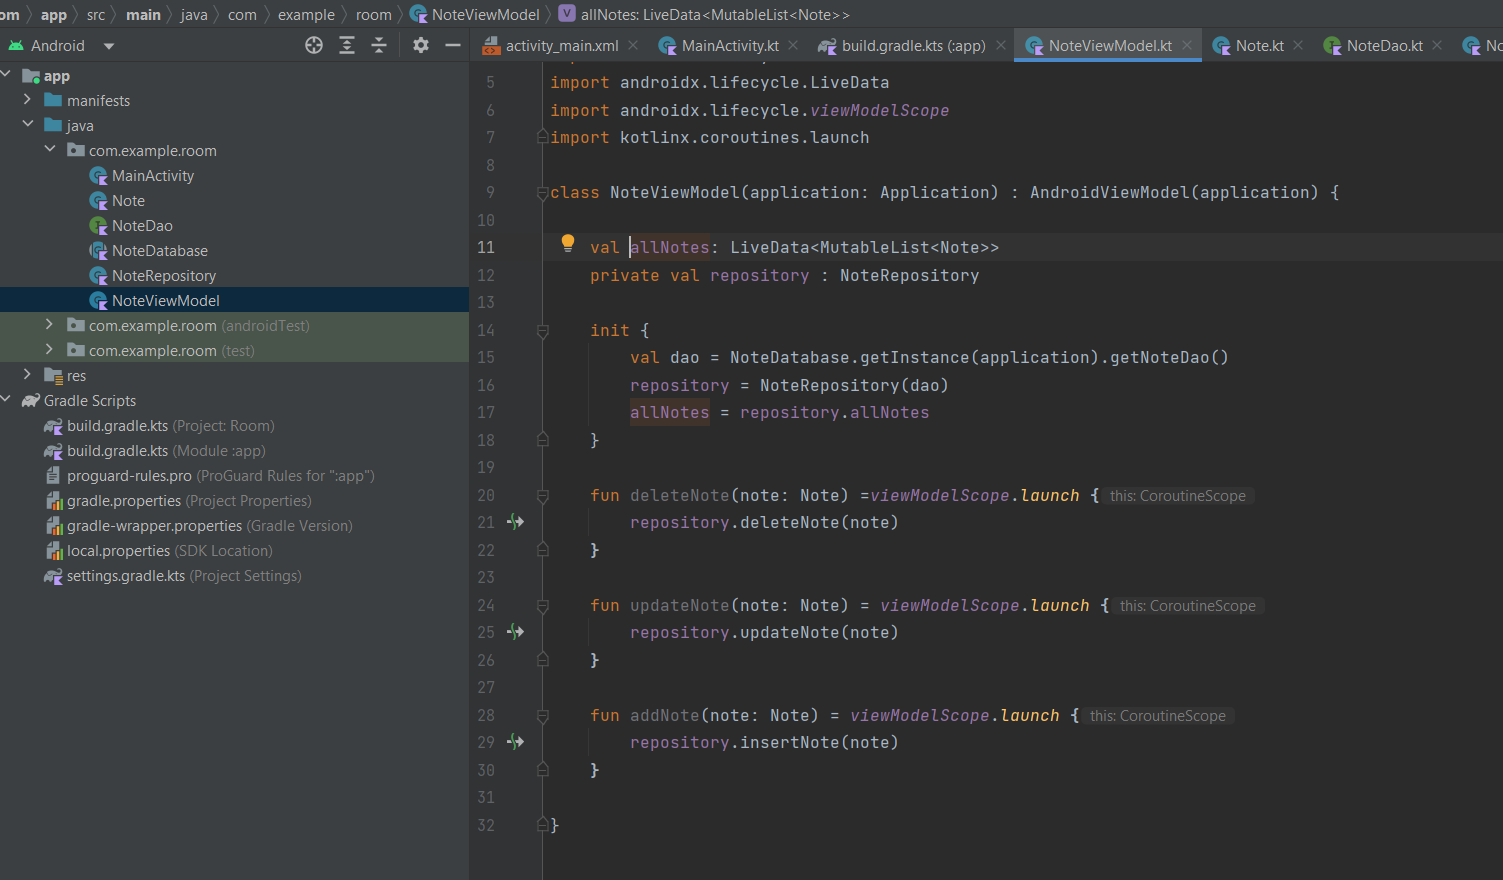 om app src main java com example room NoteViewModel allNotes: LiveData<MutableList<Note>>
Android
activity_main.xml MainActivity.kt build.gradle.kts (:app) NoteViewModel.kt Note.kt NoteDao.kt No
app
manifests
java
com.example.room
MainActivity
Note
NoteDao
NoteDatabase
NoteRepository
NoteViewModel
com.example.room (androidTest)
com.example.room (test)
res
Gradle Scripts
build.gradle.kts (Project: Room)
build.gradle.kts (Module :app)
proguard-rules.pro (ProGuard Rules for ":app")
gradle.properties (Project Properties)
gradle-wrapper.properties (Gradle Version)
local.properties (SDK Location)
settings.gradle.kts (Project Settings)
5 import androidx.lifecycle.LiveData
6 import androidx.lifecycle.viewModelScope
7 import kotlinx.coroutines.launch
8
9 class NoteViewModel(application: Application) : AndroidViewModel(application) {
10
11 val allNotes: LiveData<MutableList<Note>>
12 private val repository : NoteRepository
13
14 init {
15 val dao = NoteDatabase.getInstance(application).getNoteDao()
16 repository = NoteRepository(dao)
17 allNotes = repository.allNotes
18 }
19
20 fun deleteNote(note: Note) =viewModelScope.launch { this: CoroutineScope
21 repository.deleteNote(note)
22 }
23
24 fun updateNote(note: Note) = viewModelScope.launch { this: CoroutineScope
25 repository.updateNote(note)
26 }
27
28 fun addNote(note: Note) = viewModelScope.launch { this: CoroutineScope
29 repository.insertNote(note)
30 }
31
32 }